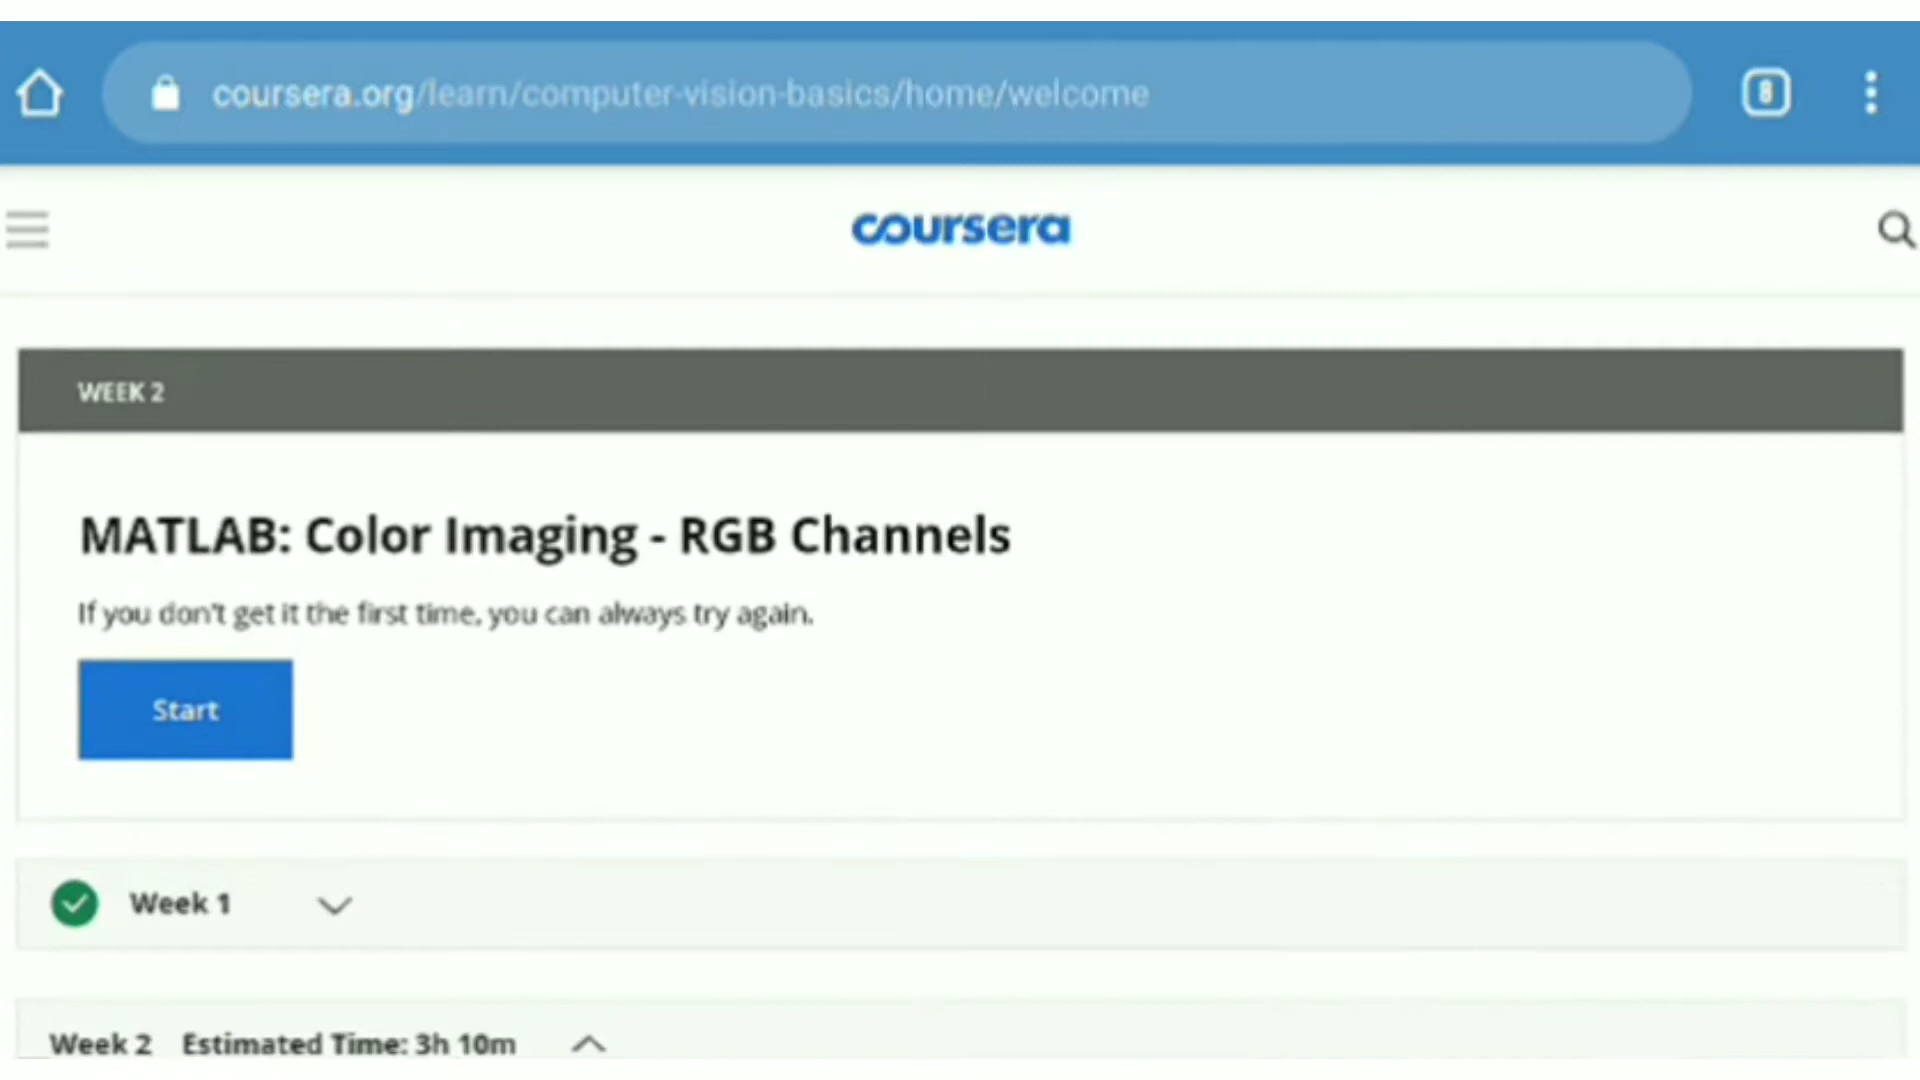 coursera.org/learn/computer-vision-basics/home/welcome
8
coursera
WEEK 2
MATLAB: Color Imaging - RGB Channels
If you don't get it the first time, you can always try again.
Start
Week 1
Week 2 Estimated Time: 3h 10m